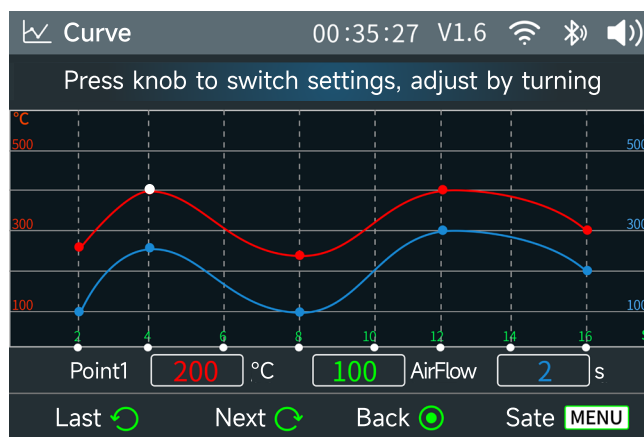 Curve 00:35:27 V1.6
Press knob to switch settings, adjust by turning
°C
500 500
300 300
100 100
2 4 6 8 10 12 14 16 s
Point1 200 °C 100 AirFlow 2 s
Last Next Back Sate MENU